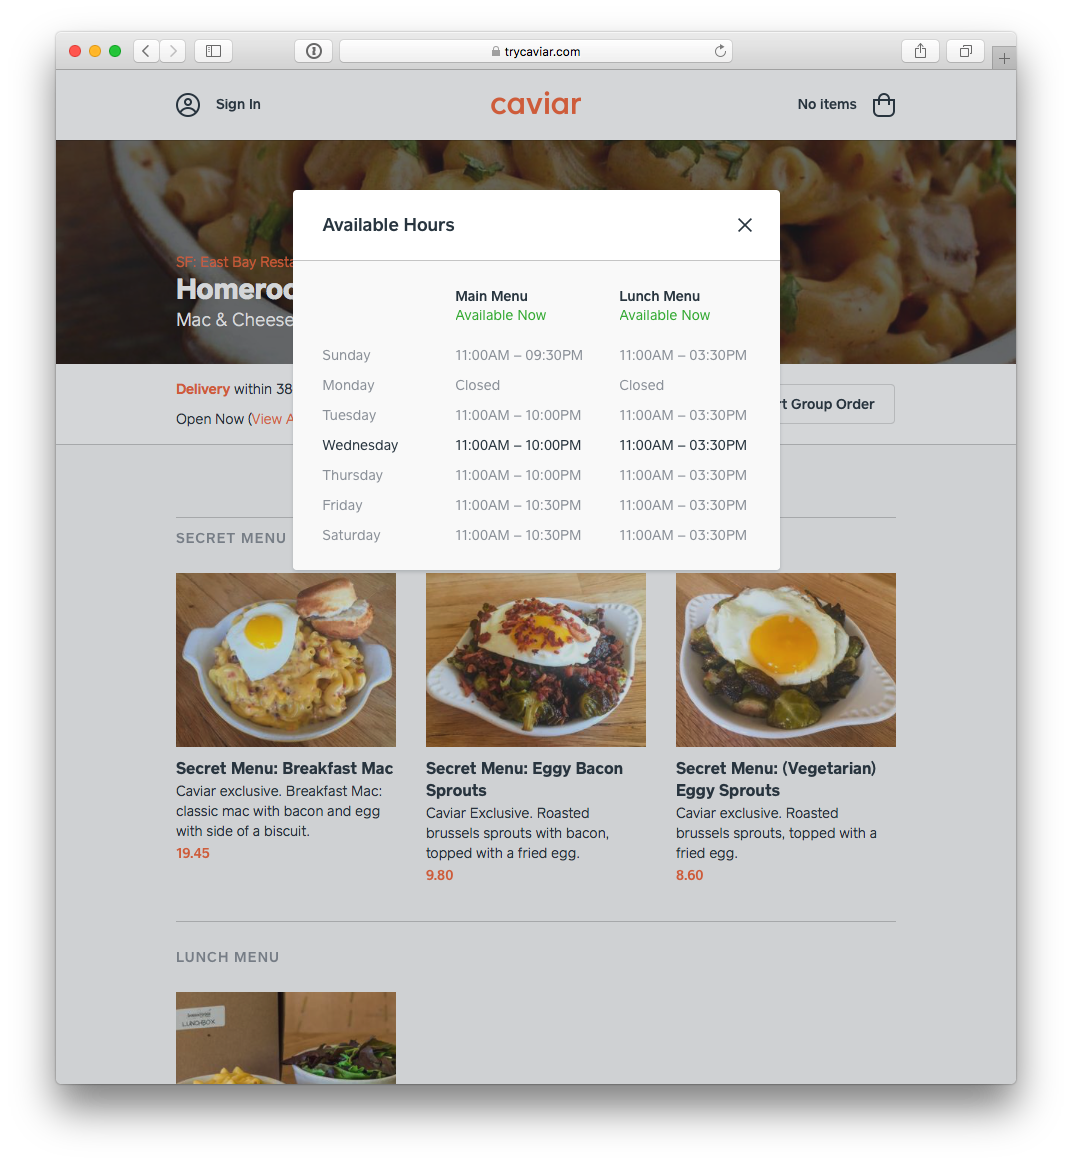 trycaviar.com
Sign In
caviar
No items
Available Hours
SF: East Bay Resta
Homeroo
Mac & Cheese
Main Menu
Lunch Menu
Available Now
Available Now
Sunday 11:00AM – 09:30PM 11:00AM – 03:30PM
Monday Closed Closed
Tuesday 11:00AM – 10:00PM 11:00AM – 03:30PM
Wednesday 11:00AM – 10:00PM 11:00AM – 03:30PM
Thursday 11:00AM – 10:00PM 11:00AM – 03:30PM
Friday 11:00AM – 10:30PM 11:00AM – 03:30PM
Saturday 11:00AM – 10:30PM 11:00AM – 03:30PM
Delivery within 38
Open Now (View A
rt Group Order
SECRET MENU
Secret Menu: Breakfast Mac
Caviar exclusive. Breakfast Mac:
classic mac with bacon and egg
with side of a biscuit.
19.45
Secret Menu: Eggy Bacon
Sprouts
Caviar Exclusive. Roasted
brussels sprouts with bacon,
topped with a fried egg.
9.80
Secret Menu: (Vegetarian)
Eggy Sprouts
Caviar exclusive. Roasted
brussels sprouts, topped with a
fried egg.
8.60
LUNCH MENU
LUNCHBOX